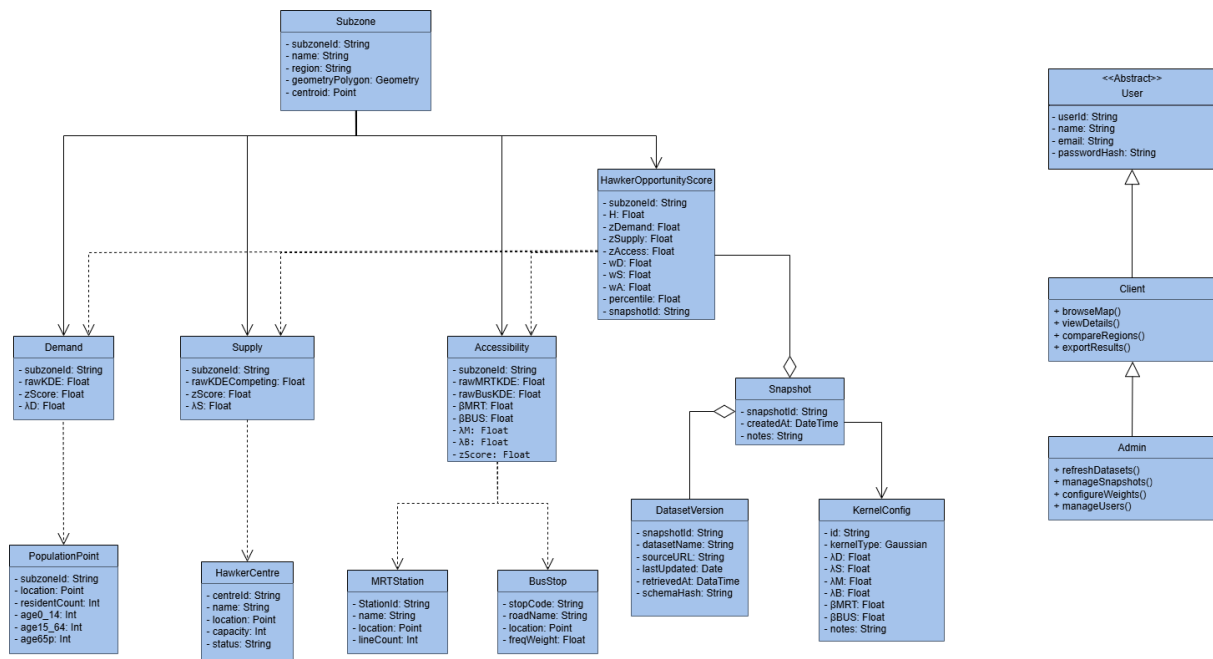 Subzone
- subzoneId: String
- name: String
- region: String
- geometryPolygon: Geometry
- centroid: Point
<<Abstract>>
User
- userId: String
- name: String
- email: String
- passwordHash: String
HawkerOpportunityScore
- subzoneId: String
- H: Float
- zDemand: Float
- zSupply: Float
- zAccess: Float
- wD: Float
- wS: Float
- wA: Float
- percentile: Float
- snapshotId: String
Client
+ browseMap()
+ viewDetails()
+ compareRegions()
+ exportResults()
Demand
- subzoneId: String
- rawKDE: Float
- zScore: Float
- λD: Float
Supply
- subzoneId: String
- rawKDECompeting: Float
- zScore: Float
- λS: Float
Accessibility
- subzoneId: String
- rawMRTKDE: Float
- rawBusKDE: Float
- βMRT: Float
- βBUS: Float
- λM: Float
- λB: Float
- zScore: Float
Snapshot
- snapshotId: String
- createdAt: DateTime
- notes: String
Admin
+ refreshDatasets()
+ manageSnapshots()
+ configureWeights()
+ manageUsers()
PopulationPoint
- subzoneId: String
- location: Point
- residentCount: Int
- age0_14: Int
- age15_64: Int
- age65p: Int
HawkerCentre
- centreId: String
- name: String
- location: Point
- capacity: Int
- status: String
MRTStation
- StationId: String
- name: String
- location: Point
- lineCount: Int
BusStop
- stopCode: String
- roadName: String
- location: Point
- freqWeight: Float
DatasetVersion
- snapshotId: String
- datasetName: String
- sourceURL: String
- lastUpdated: Date
- retrievedAt: DataTime
- schemaHash: String
KernelConfig
- id: String
- kernelType: Gaussian
- λD: Float
- λS: Float
- λM: Float
- λB: Float
- βMRT: Float
- βBUS: Float
- notes: String